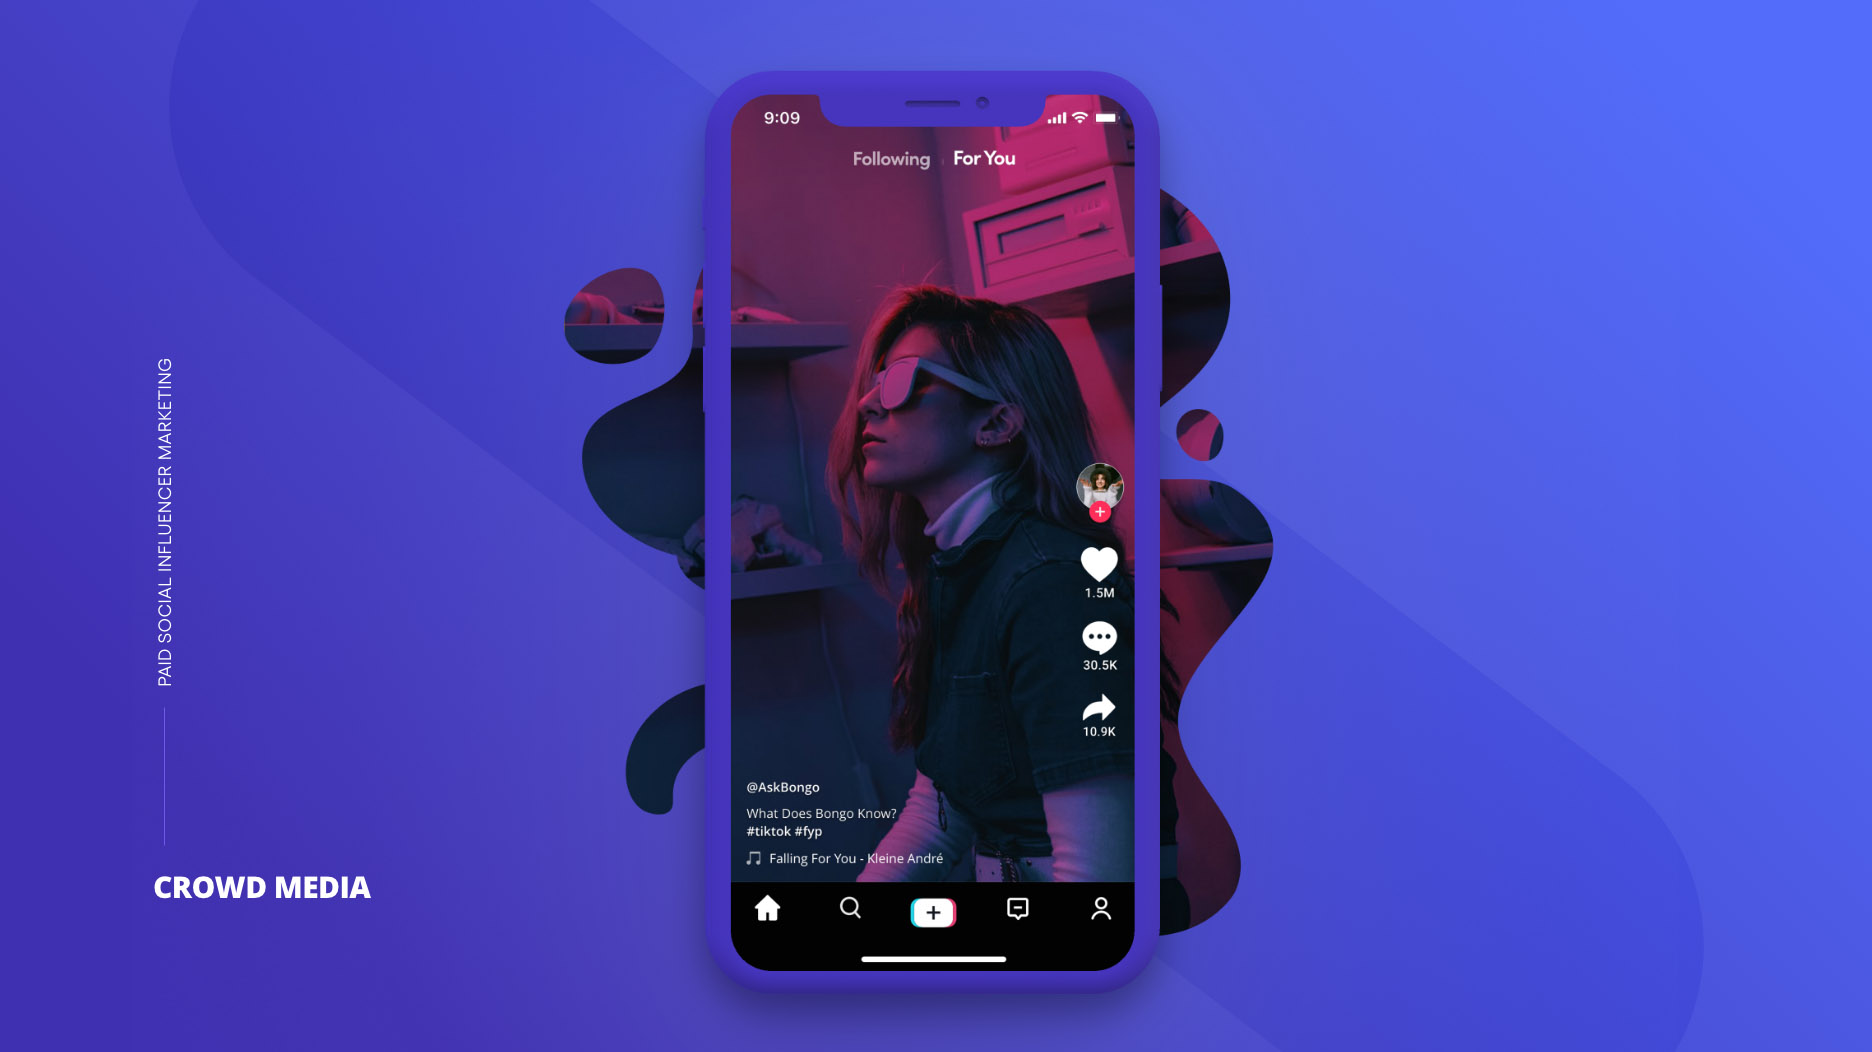 PAID SOCIAL INFLUENCER MARKETING
CROWD MEDIA
9:09
Following
For You
1.5M
30.5K
10.9K
@AskBongo
What Does Bongo Know?
#tiktok #fyp
Falling For You - Kleine André